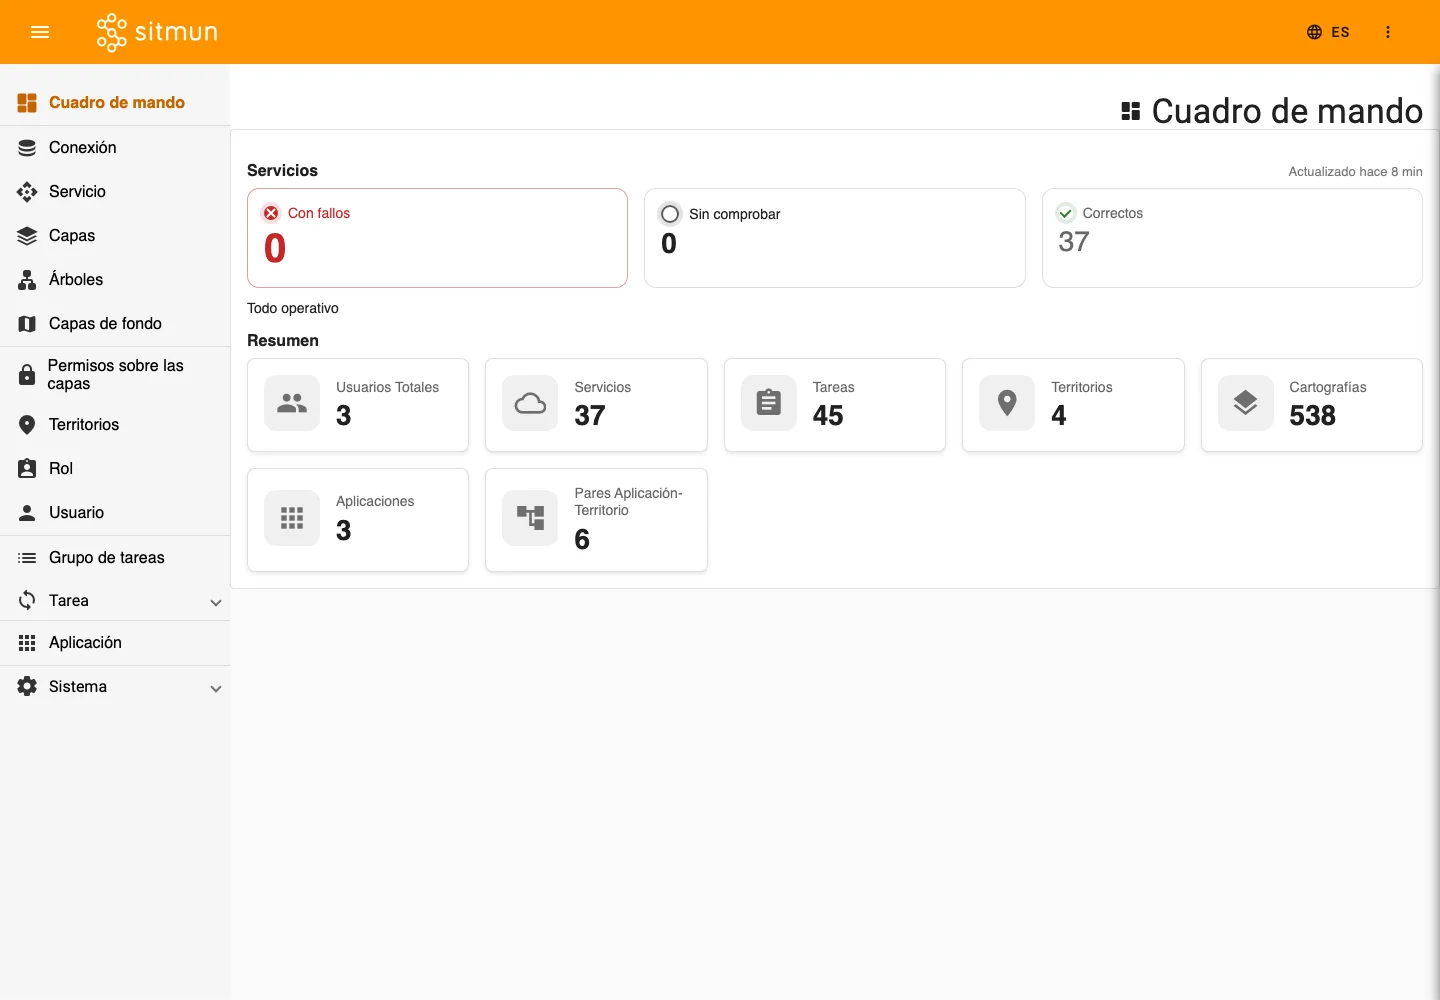 sitmun
ES
Cuadro de mando
Conexión
Servicio
Capas
Árboles
Capas de fondo
Permisos sobre las
capas
Territorios
Rol
Usuario
Grupo de tareas
Tarea
Aplicación
Sistema
Cuadro de mando
Servicios
Actualizado hace 8 min
Con fallos
0
Sin comprobar
0
Correctos
37
Todo operativo
Resumen
Usuarios Totales
3
Servicios
37
Tareas
45
Territorios
4
Cartografías
538
Aplicaciones
3
Pares Aplicación-
Territorio
6